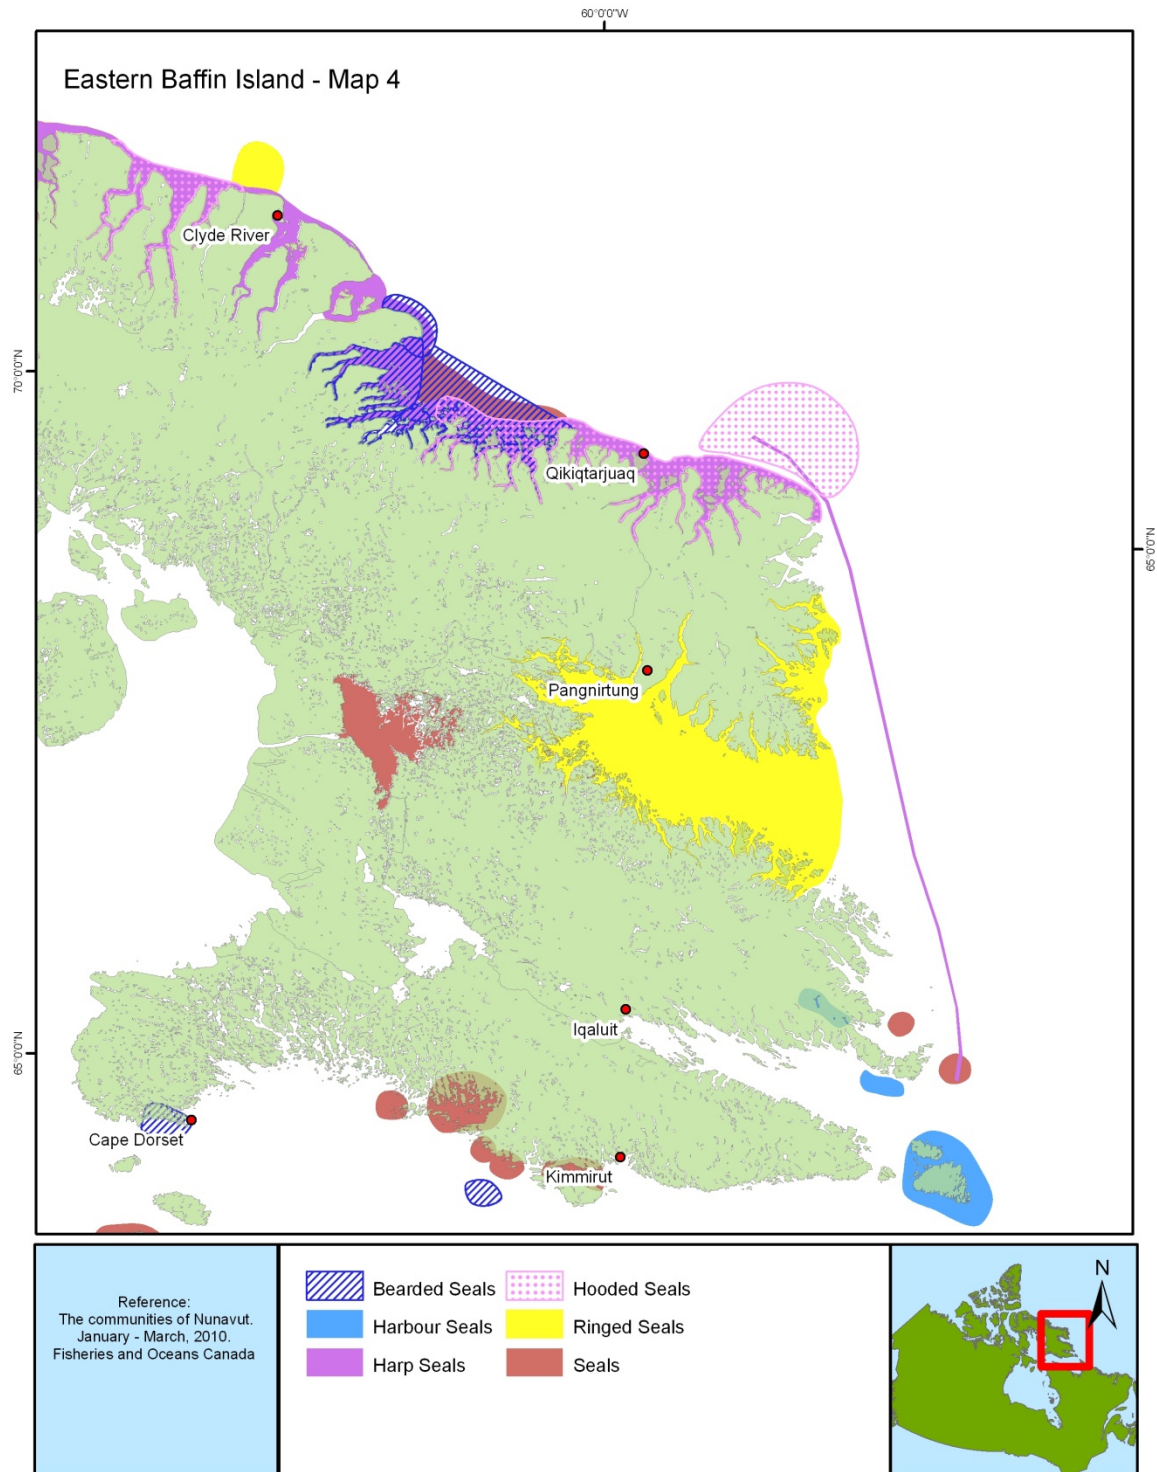 60°0'0"W
Eastern Baffin Island - Map 4
Clyde River
70°0'0"N
Qikiqtarjuaq
65°0'0"N
Pangnirtung
Iqaluit
65°0'0"N
Cape Dorset
Kimmirut
Reference:
The communities of Nunavut.
January - March, 2010.
Fisheries and Oceans Canada
Bearded Seals
Hooded Seals
Harbour Seals
Ringed Seals
Harp Seals
Seals
N